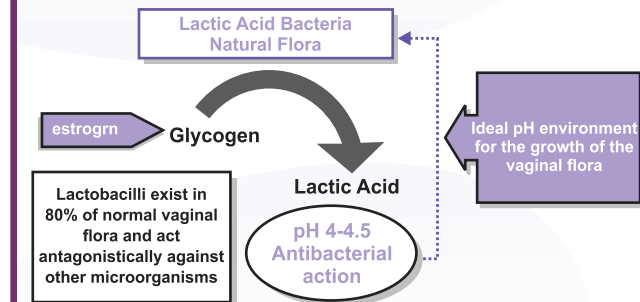 Lactic Acid Bacteria
Natural Flora
estrogrn
Glycogen
Ideal pH environment
for the growth of the
vaginal flora
Lactic Acid
Lactobacilli exist in
80% of normal vaginal
flora and act
antagonistically against
other microorganisms
pH 4-4.5
Antibacterial
action